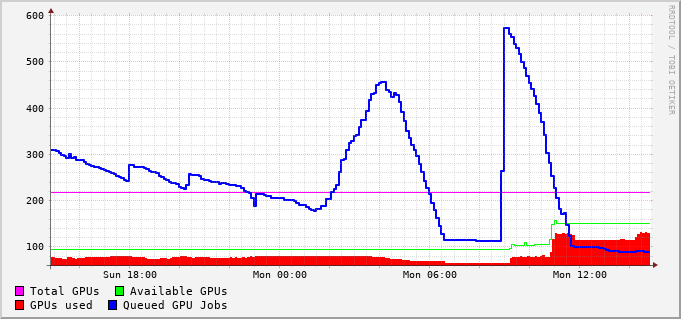 600
500
400
300
200
100
Sun 18:00 Mon 00:00 Mon 06:00 Mon 12:00
Total GPUs Available GPUs
GPUs used Queued GPU Jobs
RRDTOOL / TOBI OETIKER